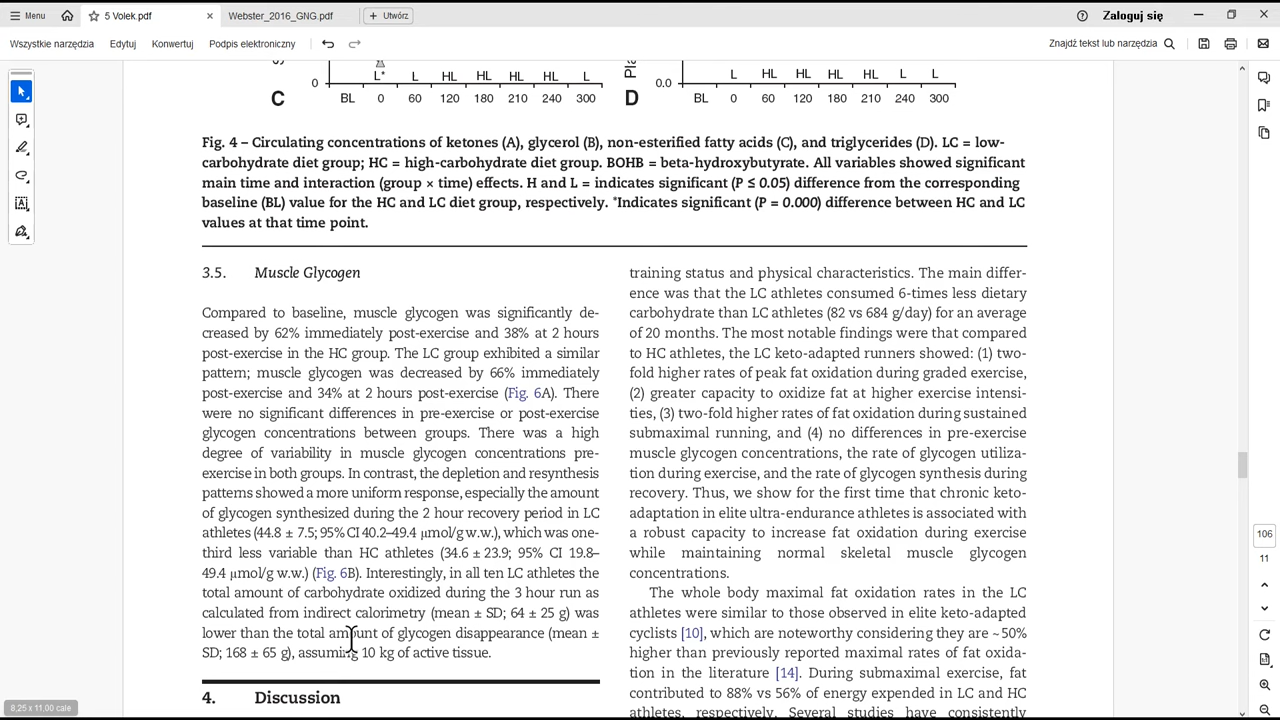 Menu
5 Volek.pdf
Webster_2016_GNG.pdf
Utwórz
Zaloguj się
Wszystkie narzędzia
Edytuj
Konwertuj
Podpis elektroniczny
Znajdź tekst lub narzędzia
0
L* L HL HL HL HL L
C BL 0 60 120 180 210 240 300
0.0
L HL HL HL HL L L
D BL 0 60 120 180 210 240 300
Fig. 4 – Circulating concentrations of ketones (A), glycerol (B), non-esterified fatty acids (C), and triglycerides (D). LC = low-
carbohydrate diet group; HC = high-carbohydrate diet group. BOHB = beta-hydroxybutyrate. All variables showed significant
main time and interaction (group × time) effects. H and L = indicates significant (P ≤ 0.05) difference from the corresponding
baseline (BL) value for the HC and LC diet group, respectively. *Indicates significant (P = 0.000) difference between HC and LC
values at that time point.
3.5. Muscle Glycogen
Compared to baseline, muscle glycogen was significantly de-
creased by 62% immediately post-exercise and 38% at 2 hours
post-exercise in the HC group. The LC group exhibited a similar
pattern; muscle glycogen was decreased by 66% immediately
post-exercise and 34% at 2 hours post-exercise (Fig. 6A). There
were no significant differences in pre-exercise or post-exercise
glycogen concentrations between groups. There was a high
degree of variability in muscle glycogen concentrations pre-
exercise in both groups. In contrast, the depletion and resynthesis
patterns showed a more uniform response, especially the amount
of glycogen synthesized during the 2 hour recovery period in LC
athletes (44.8 ± 7.5; 95% CI 40.2–49.4 μmol/g w.w.), which was one-
third less variable than HC athletes (34.6 ± 23.9; 95% CI 19.8–
49.4 μmol/g w.w.) (Fig. 6B). Interestingly, in all ten LC athletes the
total amount of carbohydrate oxidized during the 3 hour run as
calculated from indirect calorimetry (mean ± SD; 64 ± 25 g) was
lower than the total amount of glycogen disappearance (mean ±
SD; 168 ± 65 g), assuming 10 kg of active tissue.
4. Discussion
training status and physical characteristics. The main differ-
ence was that the LC athletes consumed 6-times less dietary
carbohydrate than LC athletes (82 vs 684 g/day) for an average
of 20 months. The most notable findings were that compared
to HC athletes, the LC keto-adapted runners showed: (1) two-
fold higher rates of peak fat oxidation during graded exercise,
(2) greater capacity to oxidize fat at higher exercise intensi-
ties, (3) two-fold higher rates of fat oxidation during sustained
submaximal running, and (4) no differences in pre-exercise
muscle glycogen concentrations, the rate of glycogen utiliza-
tion during exercise, and the rate of glycogen synthesis during
recovery. Thus, we show for the first time that chronic keto-
adaptation in elite ultra-endurance athletes is associated with
a robust capacity to increase fat oxidation during exercise
while maintaining normal skeletal muscle glycogen
concentrations.
The whole body maximal fat oxidation rates in the LC
athletes were similar to those observed in elite keto-adapted
cyclists [10], which are noteworthy considering they are ~50%
higher than previously reported maximal rates of fat oxida-
tion in the literature [14]. During submaximal exercise, fat
contributed to 88% vs 56% of energy expended in LC and HC
athletes, respectively. Several studies have consistently
106
11
8,25 x 11,00 cale